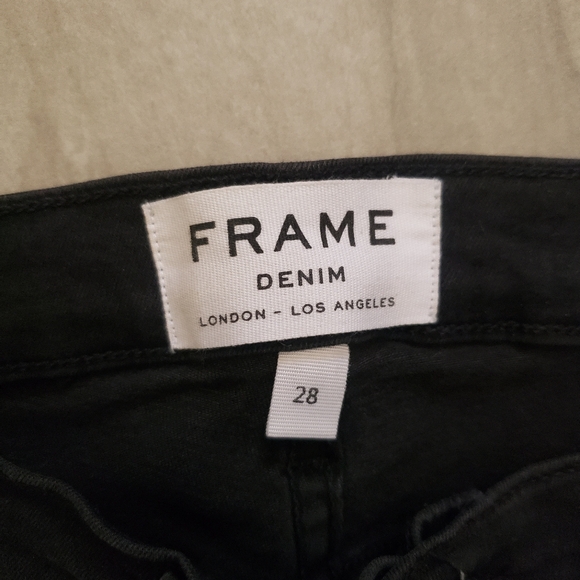 FRAME
DENIM
LONDON - LOS ANGELES
28